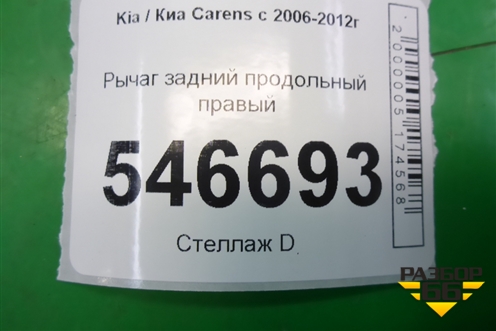 Kia / Киа Carens с 2006-2012г
Рычаг задний продольный
правый
546693
Стеллаж D
2000005174568
РАЗБОР
66